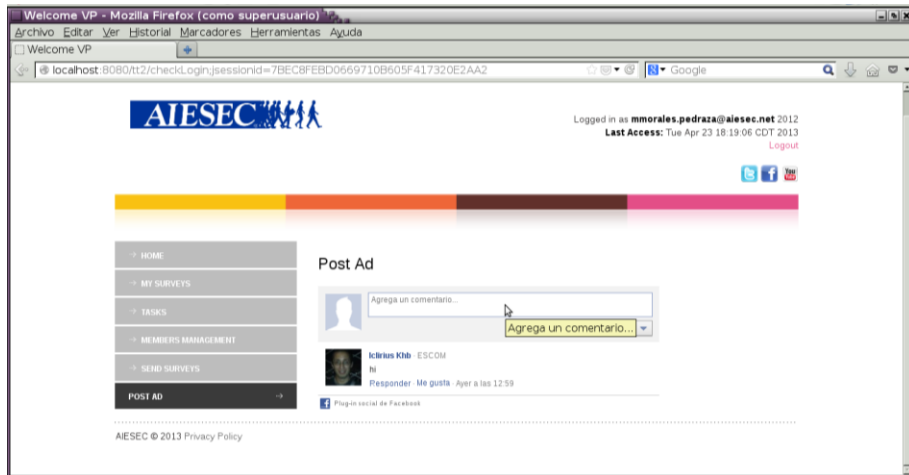 Welcome VP - Mozilla Firefox (como superusuario)
Archivo Editar Ver Historial Marcadores Herramientas Ayuda
Welcome VP
localhost:8080/tt2/checkLogin;jsessionid=7BEC8FEBD0669710B605F417320E2AA2
Google
AIESEC
Logged in as mmorales.pedraza@aiesec.net 2012
Last Access: Tue Apr 23 18:19:06 CDT 2013
Logout
You
HOME
Post Ad
MY SURVEYS
Agrega un comentario...
TASKS
Agrega un comentario...
MEMBERS MANAGEMENT
Iclirius Khb · ESCOM
SEND SURVEYS
hi
Responder · Me gusta · Ayer a las 12:59
POST AD
Plug-in social de Facebook
AIESEC © 2013 Privacy Policy